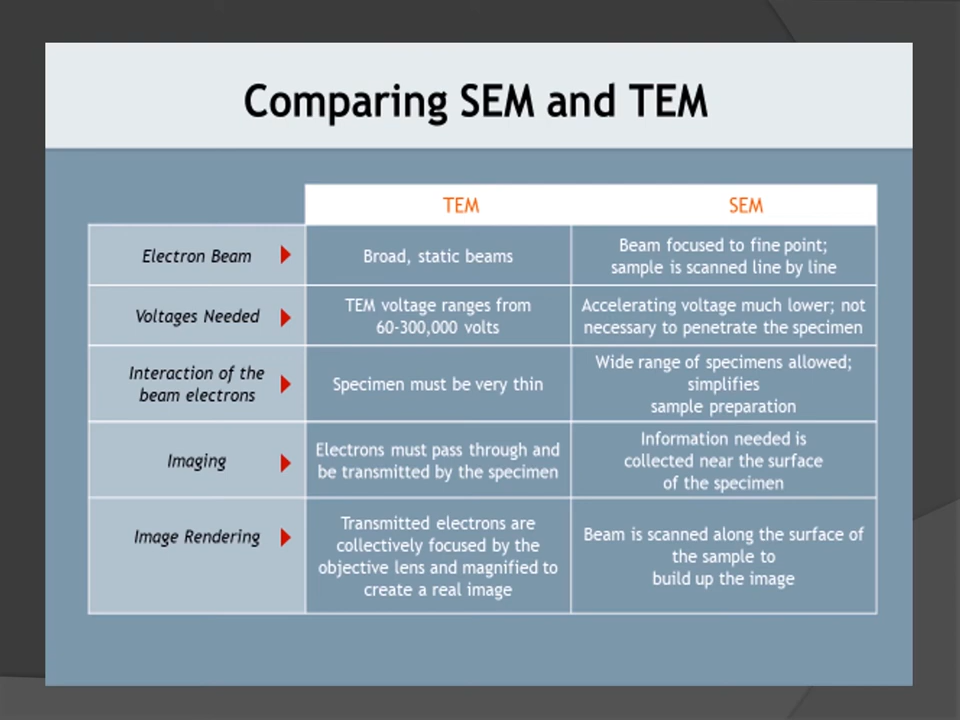 Comparing SEM and TEM
TEM
SEM
Electron Beam
Broad, static beams
Beam focused to fine point;
sample is scanned line by line
Voltages Needed
TEM voltage ranges from
60-300,000 volts
Accelerating voltage much lower; not
necessary to penetrate the specimen
Interaction of the
beam electrons
Specimen must be very thin
Wide range of specimens allowed;
simplifies
sample preparation
Imaging
Electrons must pass through and
be transmitted by the specimen
Information needed is
collected near the surface
of the specimen
Image Rendering
Transmitted electrons are
collectively focused by the
objective lens and magnified to
create a real image
Beam is scanned along the surface of
the sample to
build up the image